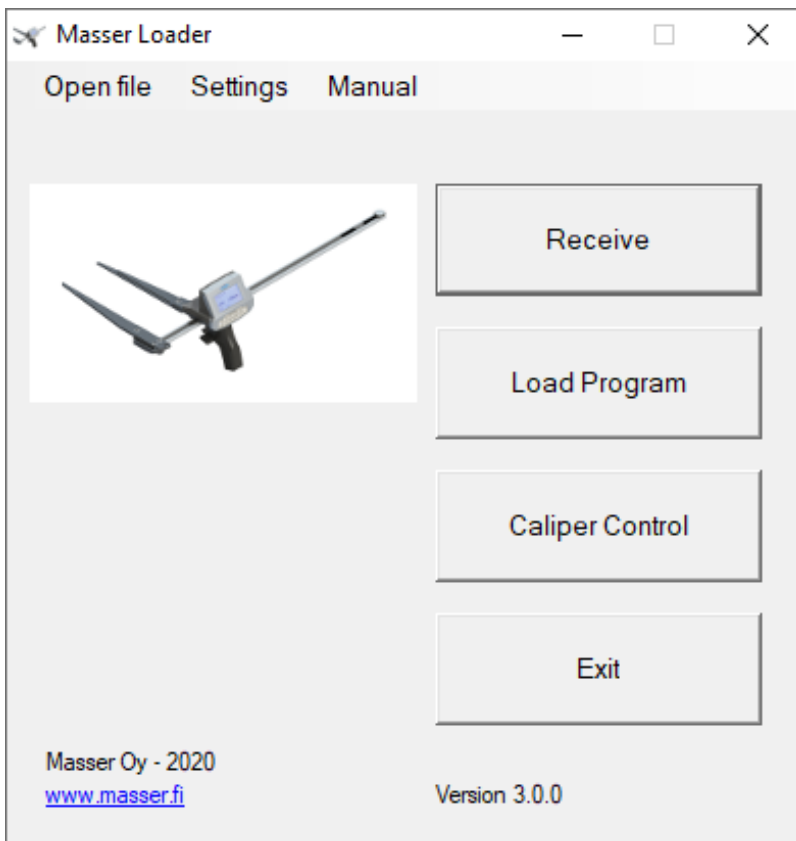 Masser Loader
Open file Settings Manual
Receive
Load Program
Caliper Control
Exit
Masser Oy - 2020
www.masser.fi
Version 3.0.0